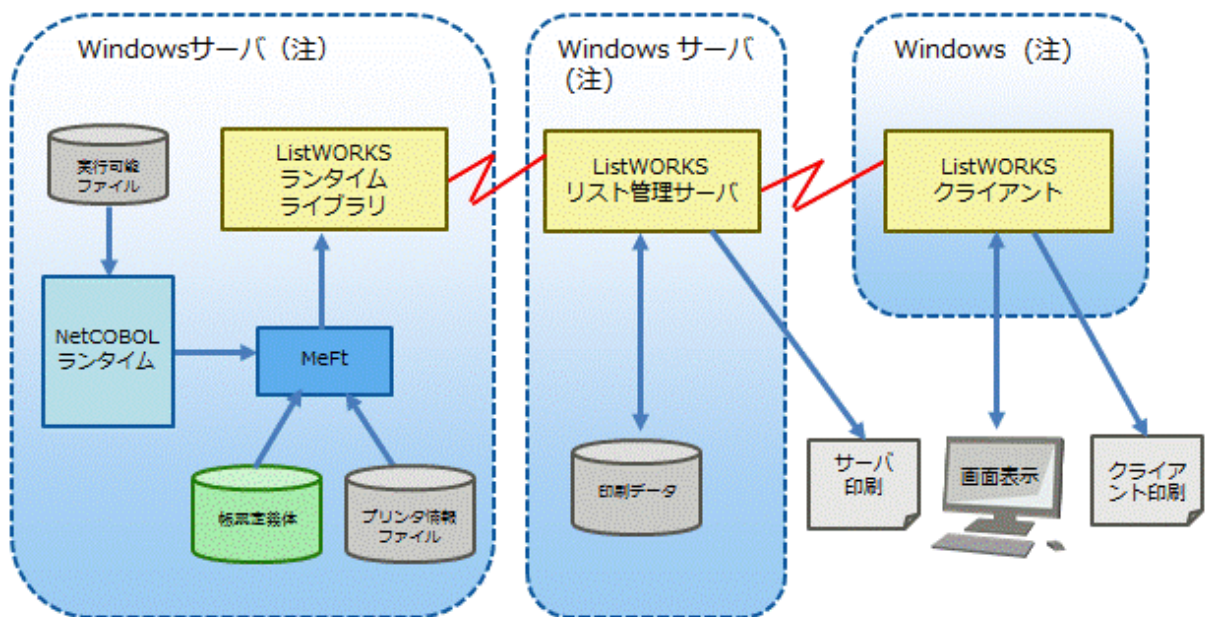 Windowsサーバ（注）
実行可能
ファイル
ListWORKS
ランタイム
ライブラリ
NetCOBOL
ランタイム
MeFt
帳票定義体
プリンタ情報
ファイル
Windows サーバ
(注)
ListWORKS
リスト管理サーバ
印刷データ
Windows (注)
ListWORKS
クライアント
サーバ
印刷
画面表示
クライア
ント印刷